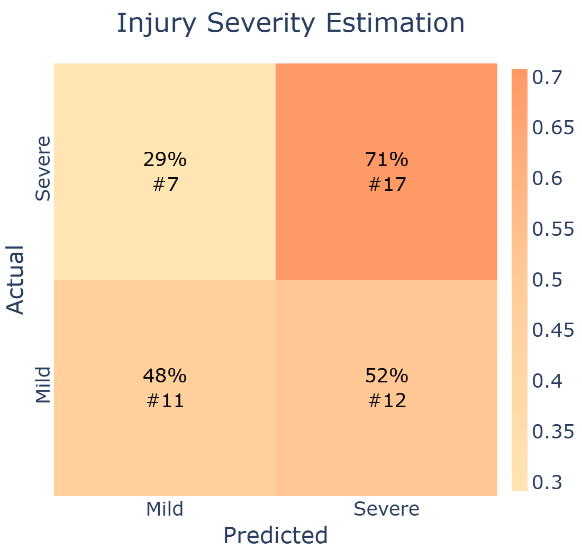 Injury Severity Estimation
Actual
Severe
Mild
29%
#7
71%
#17
48%
#11
52%
#12
Mild
Severe
Predicted
0.7
0.65
0.6
0.55
0.5
0.45
0.4
0.35
0.3